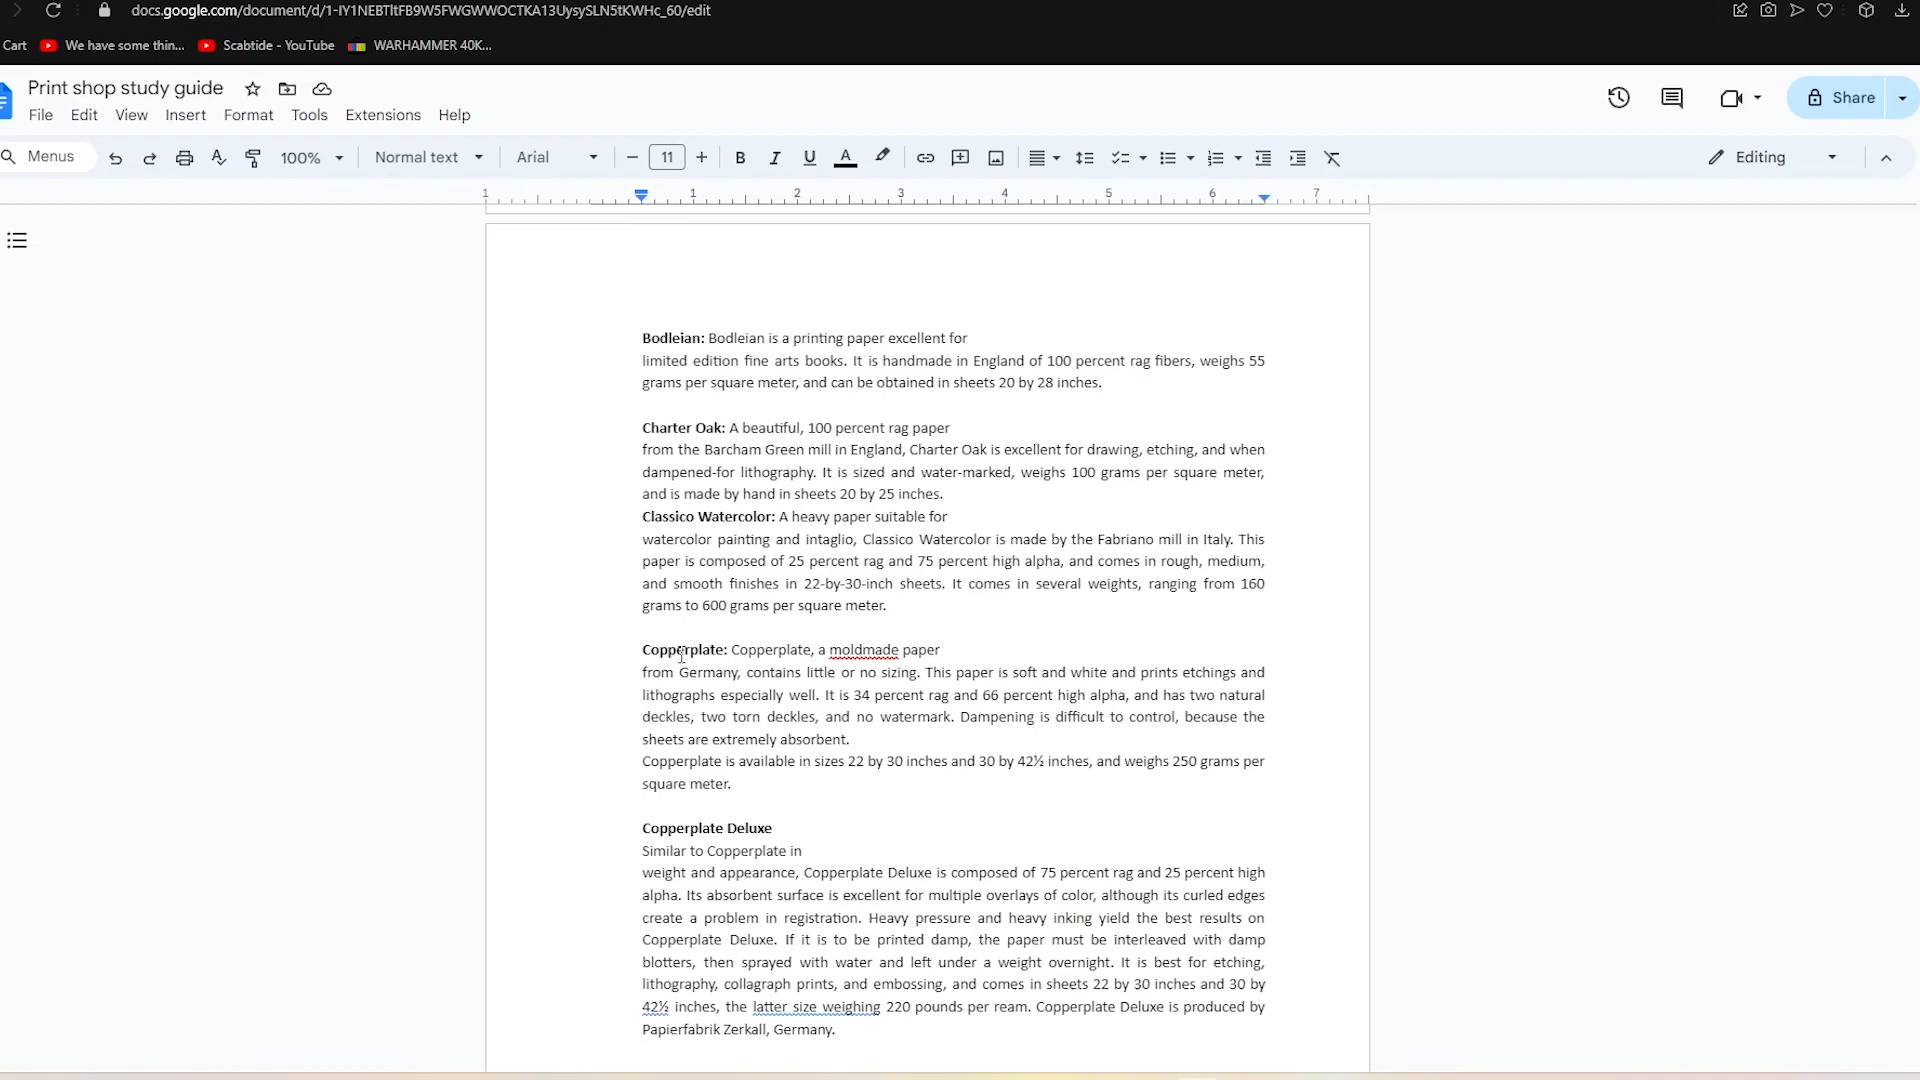 docs.google.com/document/d/1-IY1NEBTltFB9W5FWGWWOCTKA13UysySLN5tKWHc_60/edit
Cart We have some thin... Scabtide - YouTube WARHAMMER 40K...
Print shop study guide
Share
File Edit View Insert Format Tools Extensions Help
Menus 100% Normal text Arial 11 B I U A Editing
1 1 2 3 4 5 6 7
Bodleian: Bodleian is a printing paper excellent for
limited edition fine arts books. It is handmade in England of 100 percent rag fibers, weighs 55
grams per square meter, and can be obtained in sheets 20 by 28 inches.
Charter Oak: A beautiful, 100 percent rag paper
from the Barcham Green mill in England, Charter Oak is excellent for drawing, etching, and when
dampened-for lithography. It is sized and water-marked, weighs 100 grams per square meter,
and is made by hand in sheets 20 by 25 inches.
Classico Watercolor: A heavy paper suitable for
watercolor painting and intaglio, Classico Watercolor is made by the Fabriano mill in Italy. This
paper is composed of 25 percent rag and 75 percent high alpha, and comes in rough, medium,
and smooth finishes in 22-by-30-inch sheets. It comes in several weights, ranging from 160
grams to 600 grams per square meter.
Copperplate: Copperplate, a moldmade paper
from Germany, contains little or no sizing. This paper is soft and white and prints etchings and
lithographs especially well. It is 34 percent rag and 66 percent high alpha, and has two natural
deckles, two torn deckles, and no watermark. Dampening is difficult to control, because the
sheets are extremely absorbent.
Copperplate is available in sizes 22 by 30 inches and 30 by 42½ inches, and weighs 250 grams per
square meter.
Copperplate Deluxe
Similar to Copperplate in
weight and appearance, Copperplate Deluxe is composed of 75 percent rag and 25 percent high
alpha. Its absorbent surface is excellent for multiple overlays of color, although its curled edges
create a problem in registration. Heavy pressure and heavy inking yield the best results on
Copperplate Deluxe. If it is to be printed damp, the paper must be interleaved with damp
blotters, then sprayed with water and left under a weight overnight. It is best for etching,
lithography, collagraph prints, and embossing, and comes in sheets 22 by 30 inches and 30 by
42½ inches, the latter size weighing 220 pounds per ream. Copperplate Deluxe is produced by
Papierfabrik Zerkall, Germany.